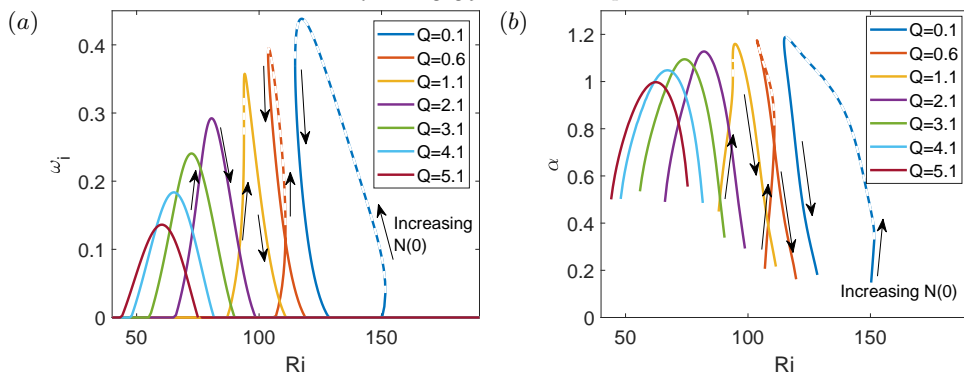 (a)
ω_i
0.4
0.3
0.2
0.1
0
50
100
150
Ri
Q=0.1
Q=0.6
Q=1.1
Q=2.1
Q=3.1
Q=4.1
Q=5.1
Increasing
N(0)
(b)
α
1.2
1
0.8
0.6
0.4
0.2
0
50
100
150
Ri
Q=0.1
Q=0.6
Q=1.1
Q=2.1
Q=3.1
Q=4.1
Q=5.1
Increasing N(0)